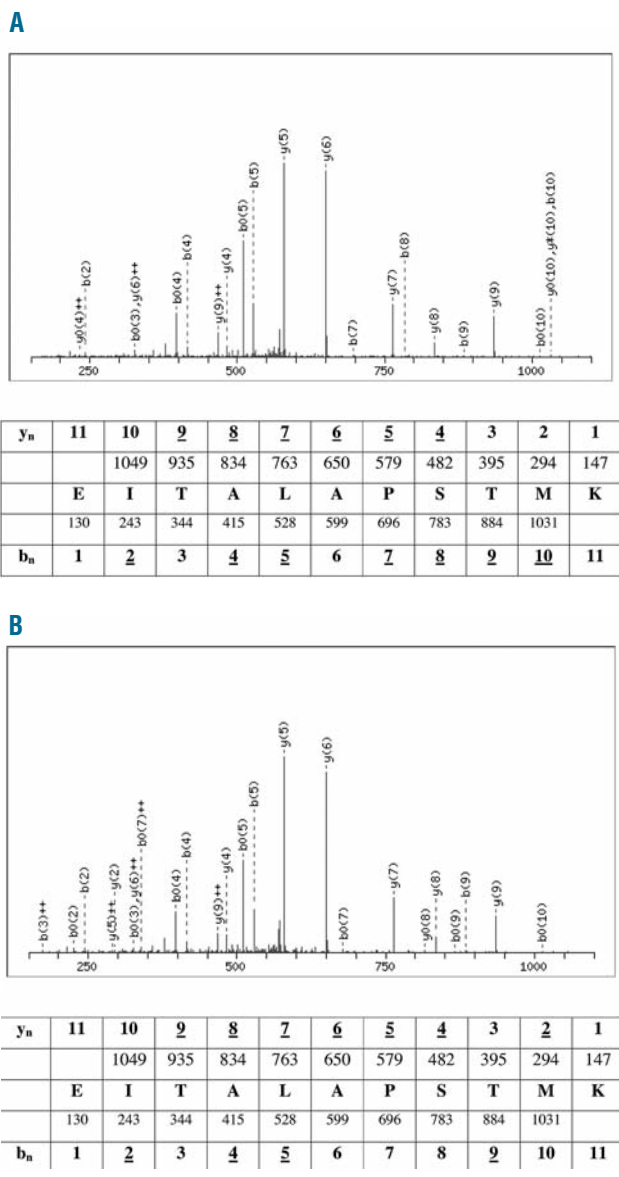 A
y0(4)++
b(2)
b0(3),y(6)++
b0(4)
b(4)
y(9)++
y(4)
b0(5)
b(5)
y(5)
y(6)
b(7)
y(7)
b(8)
y(8)
b(9)
y(9)
b0(10)
y0(10),y*(10),b(10)
250 500 750 1000
yn 11 10 9 8 7 6 5 4 3 2 1
1049 935 834 763 650 579 482 395 294 147
E I T A L A P S T M K
130 243 344 415 528 599 696 783 884 1031
bn 1 2 3 4 5 6 7 8 9 10 11
B
b(3)++
b0(2)
b(2)
y(5)++
y(2)
b0(3),y(6)++
b0(7)++
b0(4)
b(4)
y(9)++
y(4)
b0(5)
b(5)
y(5)
y(6)
b0(7)
y(7)
y0(8)
y(8)
b0(9)
b(9)
y(9)
b0(10)
250 500 750 1000
yn 11 10 9 8 7 6 5 4 3 2 1
1049 935 834 763 650 579 482 395 294 147
E I T A L A P S T M K
130 243 344 415 528 599 696 783 884 1031
bn 1 2 3 4 5 6 7 8 9 10 11